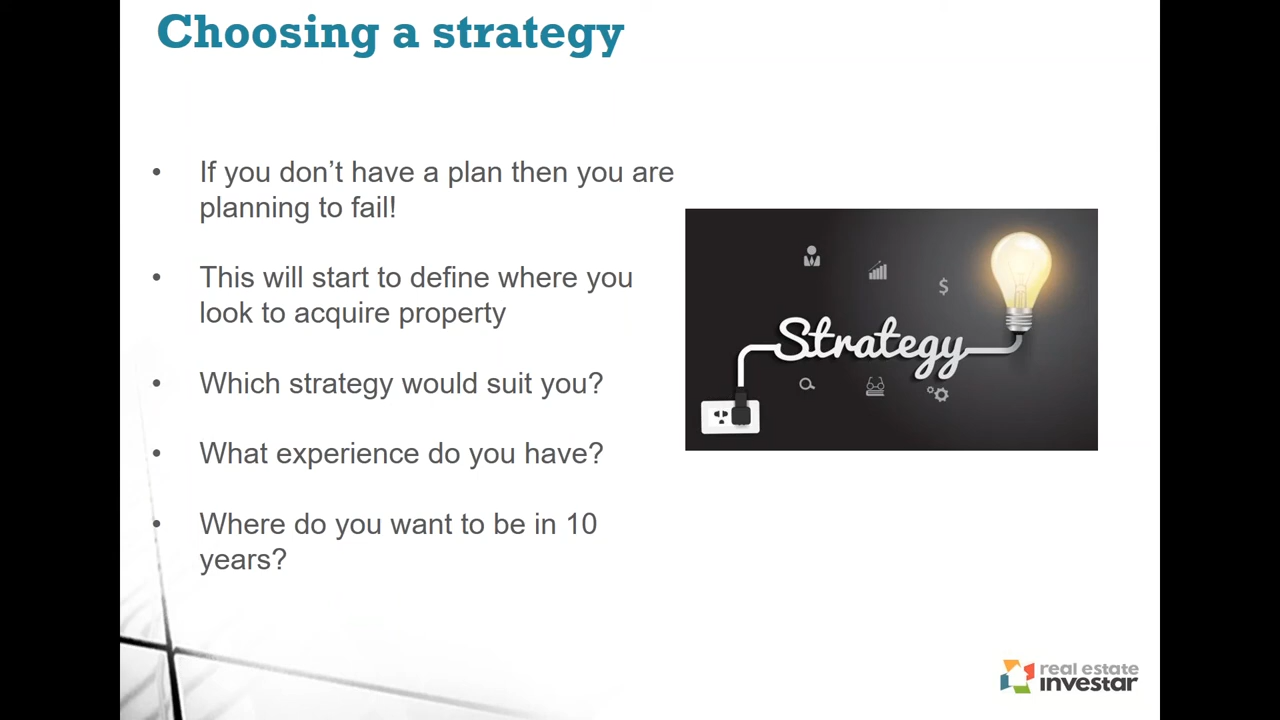 Choosing a strategy
• If you don’t have a plan then you are
planning to fail!
• This will start to define where you
look to acquire property
• Which strategy would suit you?
• What experience do you have?
• Where do you want to be in 10
years?
$
Strategy
real estate
investar